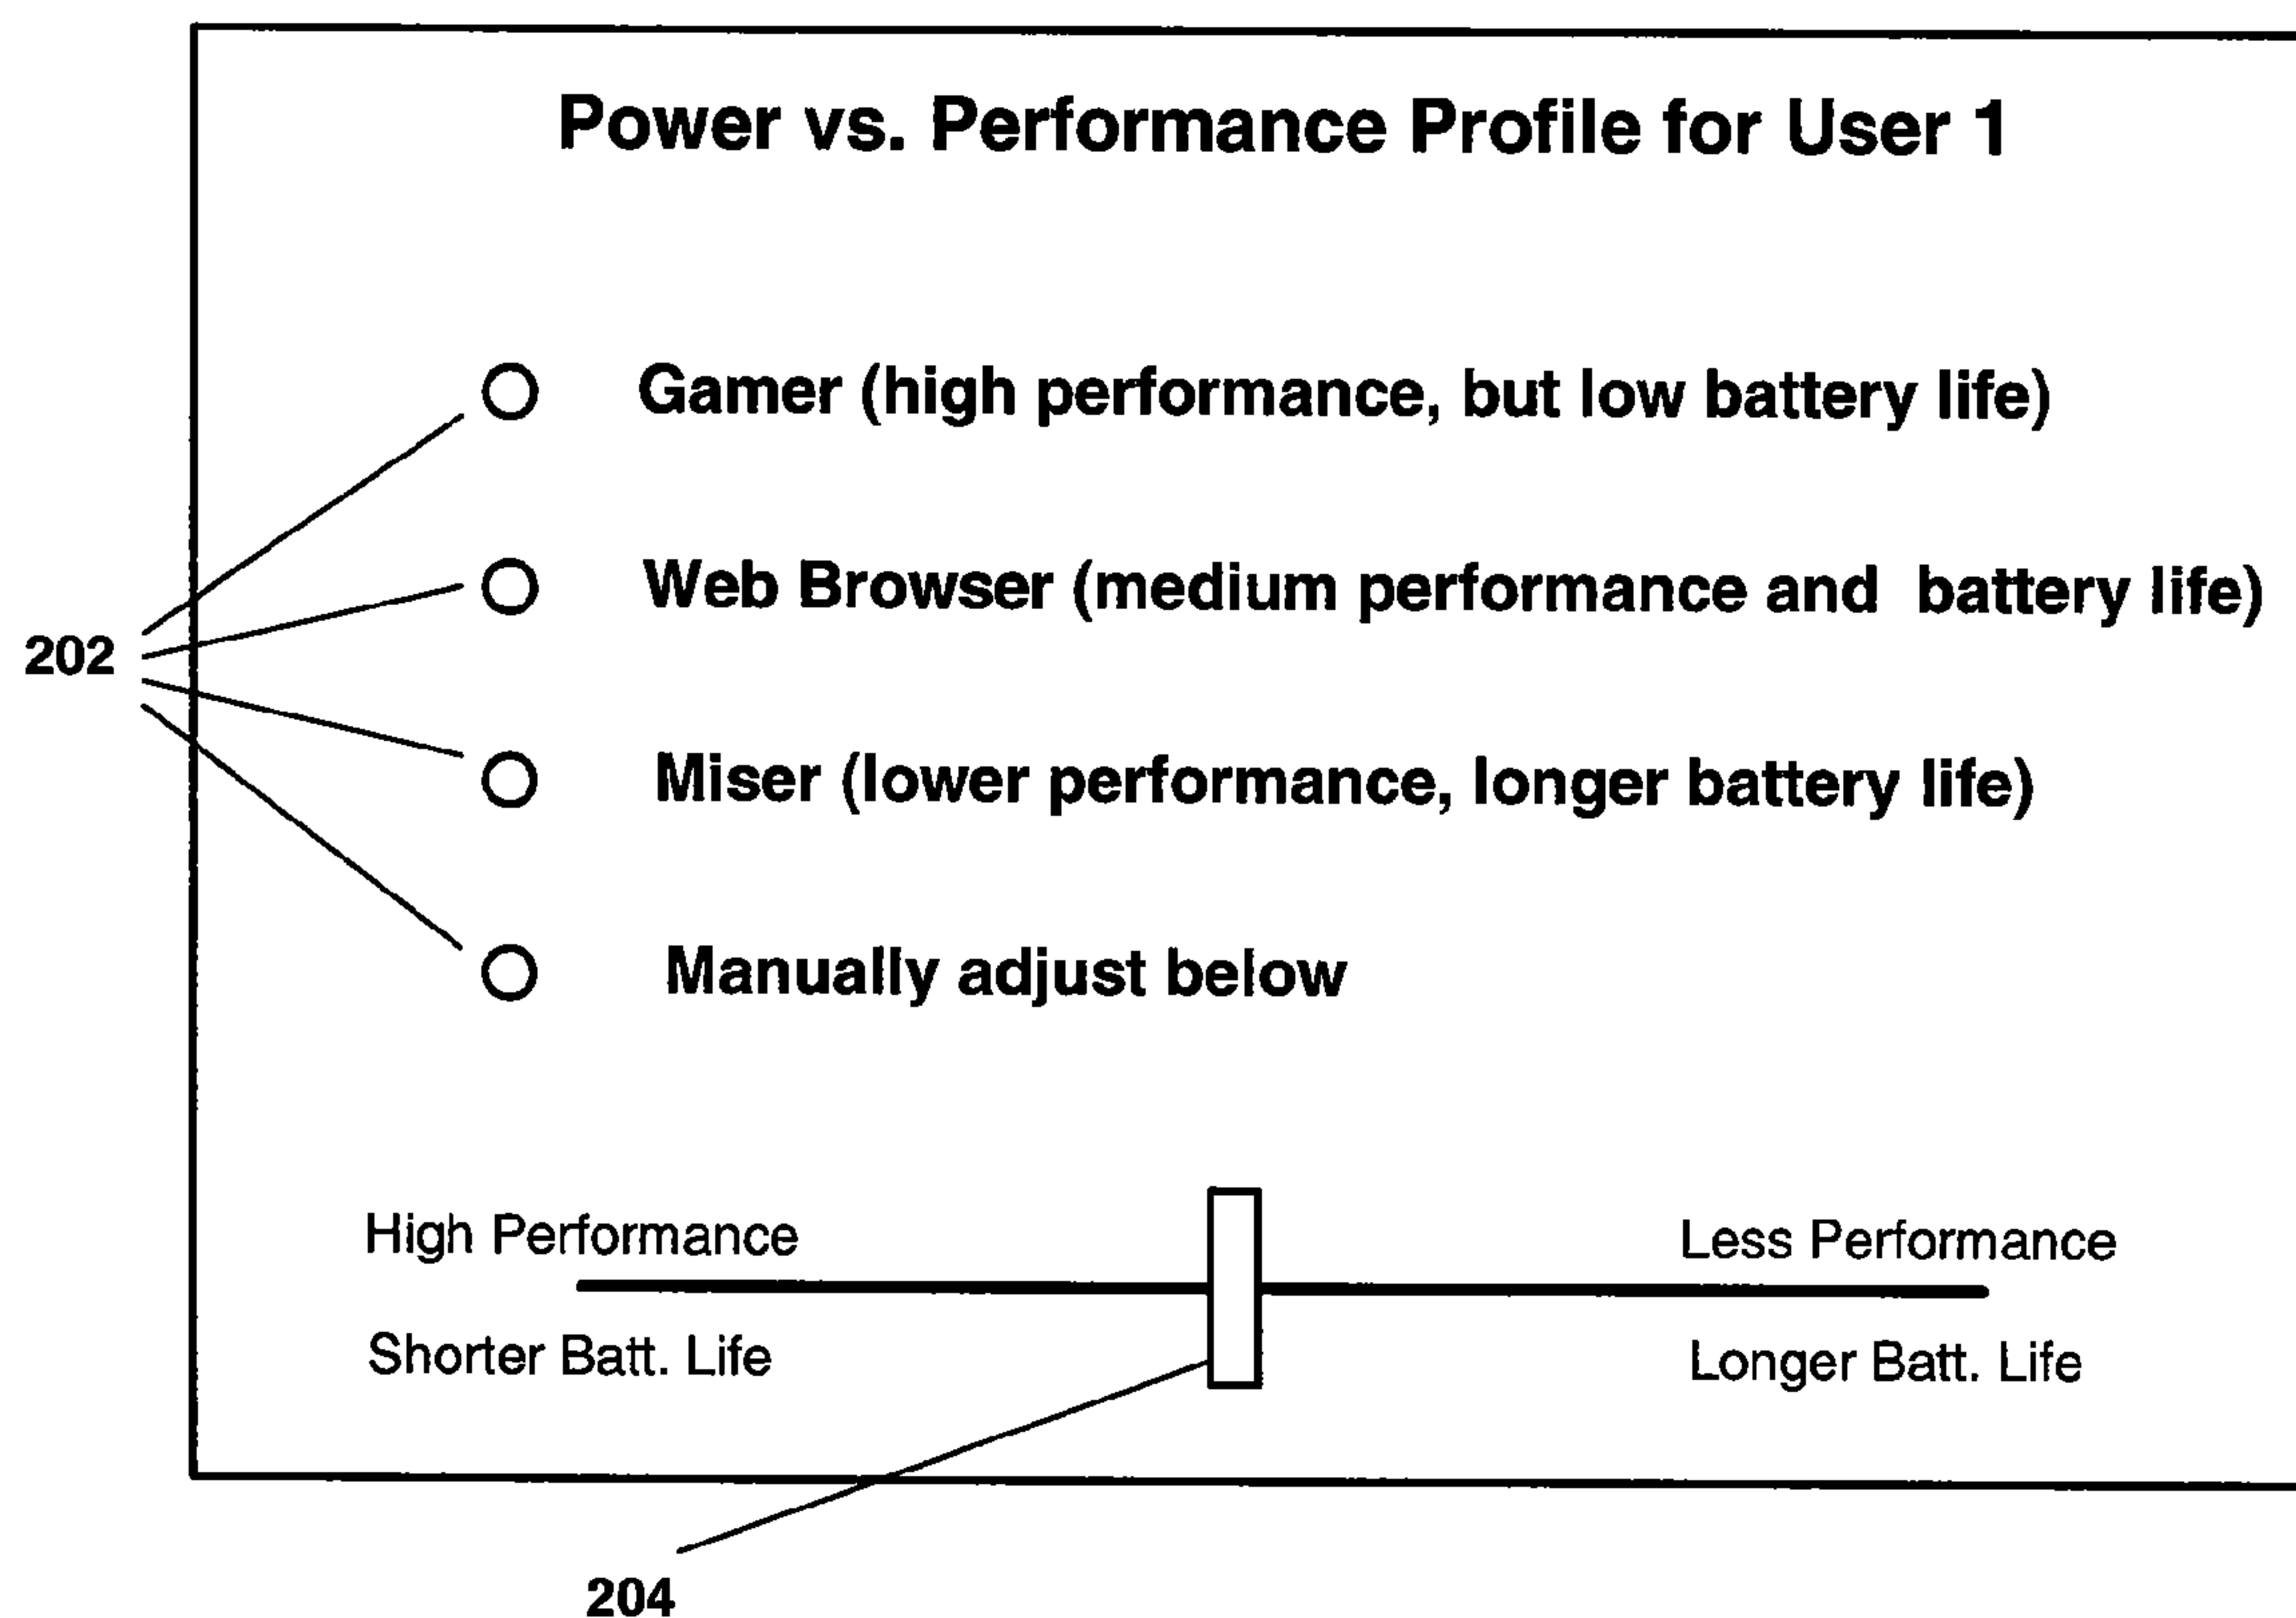 Power vs. Performance Profile for User 1
Gamer (high performance, but low battery life)
Web Browser (medium performance and battery life)
202
Miser (lower performance, longer battery life)
Manually adjust below
High Performance
Less Performance
Shorter Batt. Life
Longer Batt. Life
204